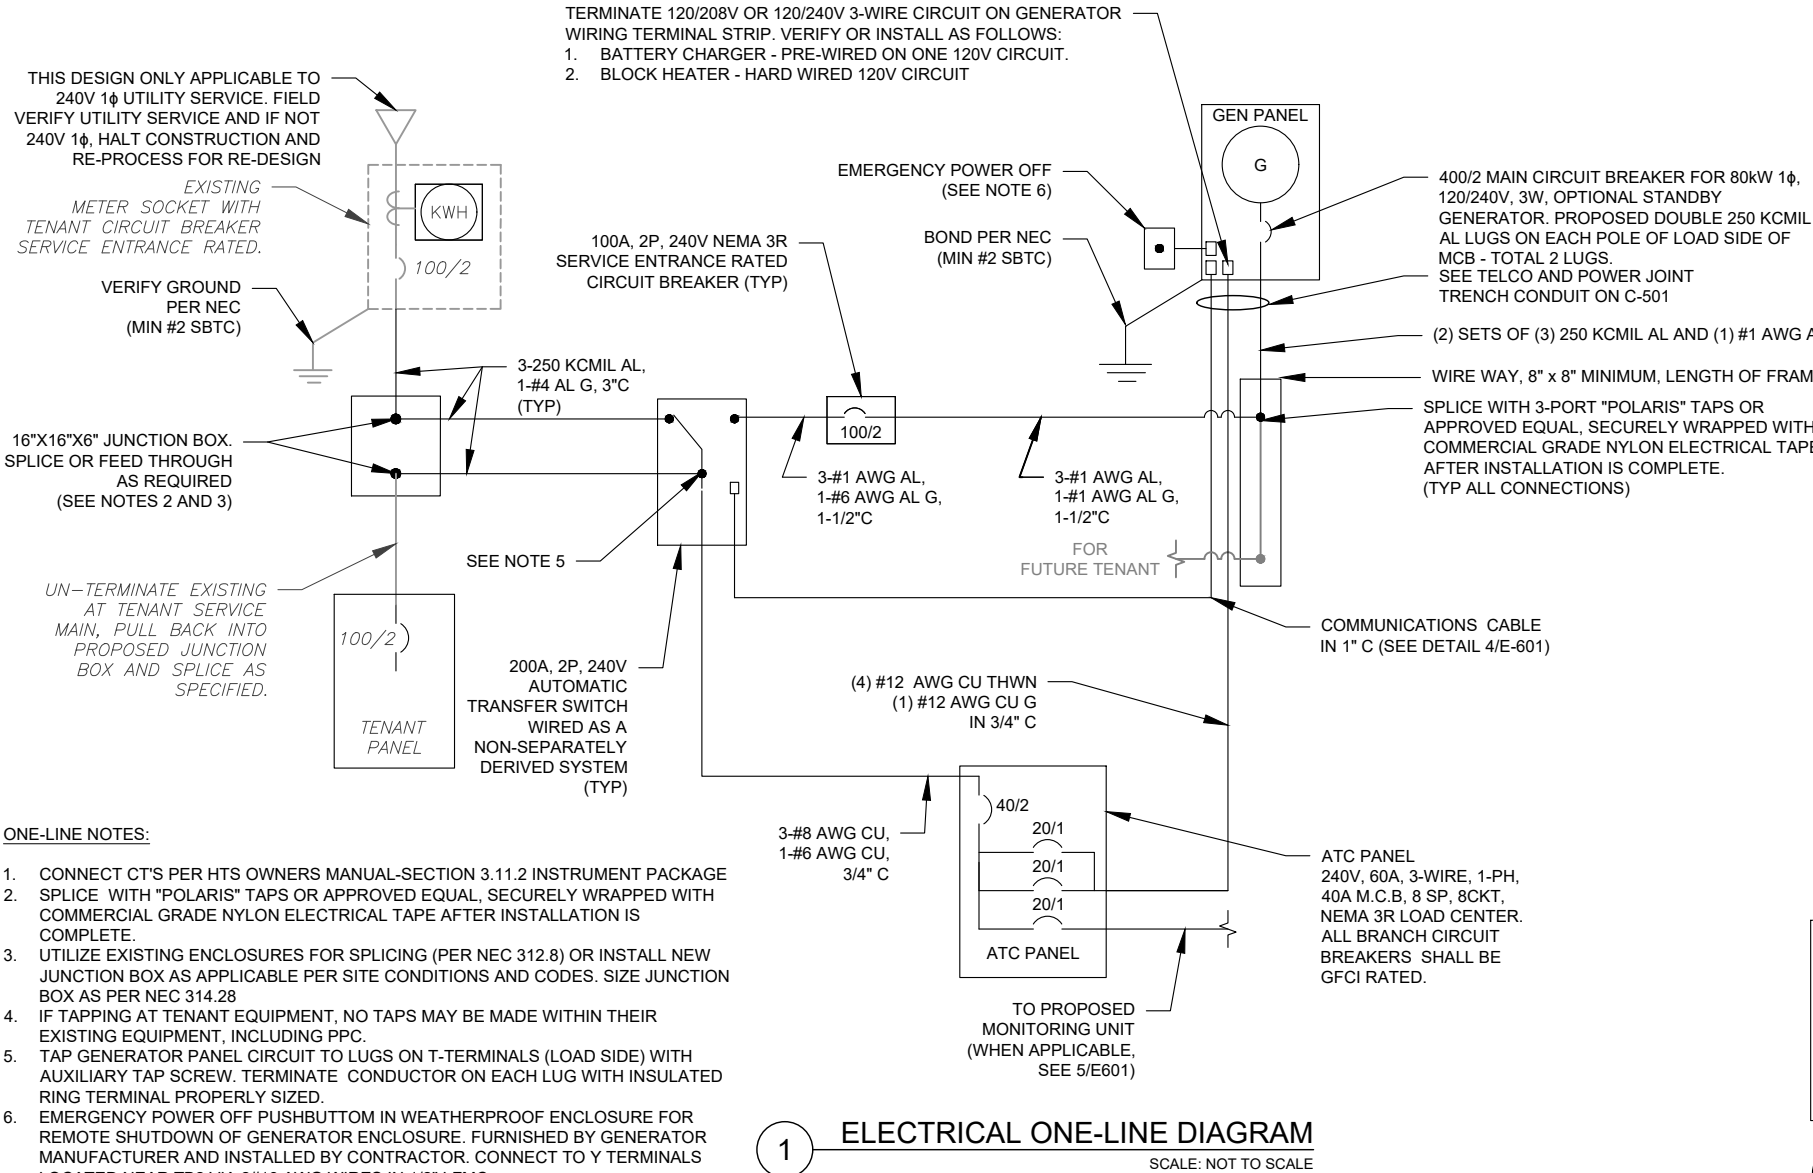 TERMINATE 120/208V OR 120/240V 3-WIRE CIRCUIT ON GENERATOR
WIRING TERMINAL STRIP. VERIFY OR INSTALL AS FOLLOWS:
1. BATTERY CHARGER - PRE-WIRED ON ONE 120V CIRCUIT.
2. BLOCK HEATER - HARD WIRED 120V CIRCUIT
THIS DESIGN ONLY APPLICABLE TO
240V 1ϕ UTILITY SERVICE. FIELD
VERIFY UTILITY SERVICE AND IF NOT
240V 1ϕ, HALT CONSTRUCTION AND
RE-PROCESS FOR RE-DESIGN
EXISTING
METER SOCKET WITH
TENANT CIRCUIT BREAKER
SERVICE ENTRANCE RATED.
KWH
100/2
VERIFY GROUND
PER NEC
(MIN #2 SBTC)
3-250 KCMIL AL,
1-#4 AL G, 3"C
(TYP)
16"X16"X6" JUNCTION BOX.
SPLICE OR FEED THROUGH
AS REQUIRED
(SEE NOTES 2 AND 3)
UN-TERMINATE EXISTING
AT TENANT SERVICE
MAIN, PULL BACK INTO
PROPOSED JUNCTION
BOX AND SPLICE AS
SPECIFIED.
100/2
TENANT
PANEL
SEE NOTE 5
200A, 2P, 240V
AUTOMATIC
TRANSFER SWITCH
WIRED AS A
NON-SEPARATELY
DERIVED SYSTEM
(TYP)
100A, 2P, 240V NEMA 3R
SERVICE ENTRANCE RATED
CIRCUIT BREAKER (TYP)
100/2
3-#1 AWG AL,
1-#6 AWG AL G,
1-1/2"C
3-#1 AWG AL,
1-#1 AWG AL G,
1-1/2"C
EMERGENCY POWER OFF
(SEE NOTE 6)
BOND PER NEC
(MIN #2 SBTC)
GEN PANEL
G
400/2 MAIN CIRCUIT BREAKER FOR 80kW 1ϕ,
120/240V, 3W, OPTIONAL STANDBY
GENERATOR. PROPOSED DOUBLE 250 KCMIL
AL LUGS ON EACH POLE OF LOAD SIDE OF
MCB - TOTAL 2 LUGS.
SEE TELCO AND POWER JOINT
TRENCH CONDUIT ON C-501
(2) SETS OF (3) 250 KCMIL AL AND (1) #1 AWG
WIRE WAY, 8" x 8" MINIMUM, LENGTH OF
SPLICE WITH 3-PORT "POLARIS" TAPS OR
APPROVED EQUAL, SECURELY WRAPPED WITH
COMMERCIAL GRADE NYLON ELECTRICAL TAPE
AFTER INSTALLATION IS COMPLETE.
(TYP ALL CONNECTIONS)
FOR
FUTURE TENANT
COMMUNICATIONS CABLE
IN 1" C (SEE DETAIL 4/E-601)
(4) #12 AWG CU THWN
(1) #12 AWG CU G
IN 3/4" C
3-#8 AWG CU,
1-#6 AWG CU,
3/4" C
40/2
20/1
20/1
20/1
ATC PANEL
ATC PANEL
240V, 60A, 3-WIRE, 1-PH,
40A M.C.B, 8 SP, 8CKT,
NEMA 3R LOAD CENTER.
ALL BRANCH CIRCUIT
BREAKERS SHALL BE
GFCI RATED.
TO PROPOSED
MONITORING UNIT
(WHEN APPLICABLE,
SEE 5/E601)
ONE-LINE NOTES:
1. CONNECT CT'S PER HTS OWNERS MANUAL-SECTION 3.11.2 INSTRUMENT PACKAGE
2. SPLICE WITH "POLARIS" TAPS OR APPROVED EQUAL, SECURELY WRAPPED WITH
COMMERCIAL GRADE NYLON ELECTRICAL TAPE AFTER INSTALLATION IS
COMPLETE.
3. UTILIZE EXISTING ENCLOSURES FOR SPLICING (PER NEC 312.8) OR INSTALL NEW
JUNCTION BOX AS APPLICABLE PER SITE CONDITIONS AND CODES. SIZE JUNCTION
BOX AS PER NEC 314.28
4. IF TAPPING AT TENANT EQUIPMENT, NO TAPS MAY BE MADE WITHIN THEIR
EXISTING EQUIPMENT, INCLUDING PPC.
5. TAP GENERATOR PANEL CIRCUIT TO LUGS ON T-TERMINALS (LOAD SIDE) WITH
AUXILIARY TAP SCREW. TERMINATE CONDUCTOR ON EACH LUG WITH INSULATED
RING TERMINAL PROPERLY SIZED.
6. EMERGENCY POWER OFF PUSHBUTTOM IN WEATHERPROOF ENCLOSURE FOR
REMOTE SHUTDOWN OF GENERATOR ENCLOSURE. FURNISHED BY GENERATOR
MANUFACTURER AND INSTALLED BY CONTRACTOR. CONNECT TO Y TERMINALS
1
ELECTRICAL ONE-LINE DIAGRAM
SCALE: NOT TO SCALE